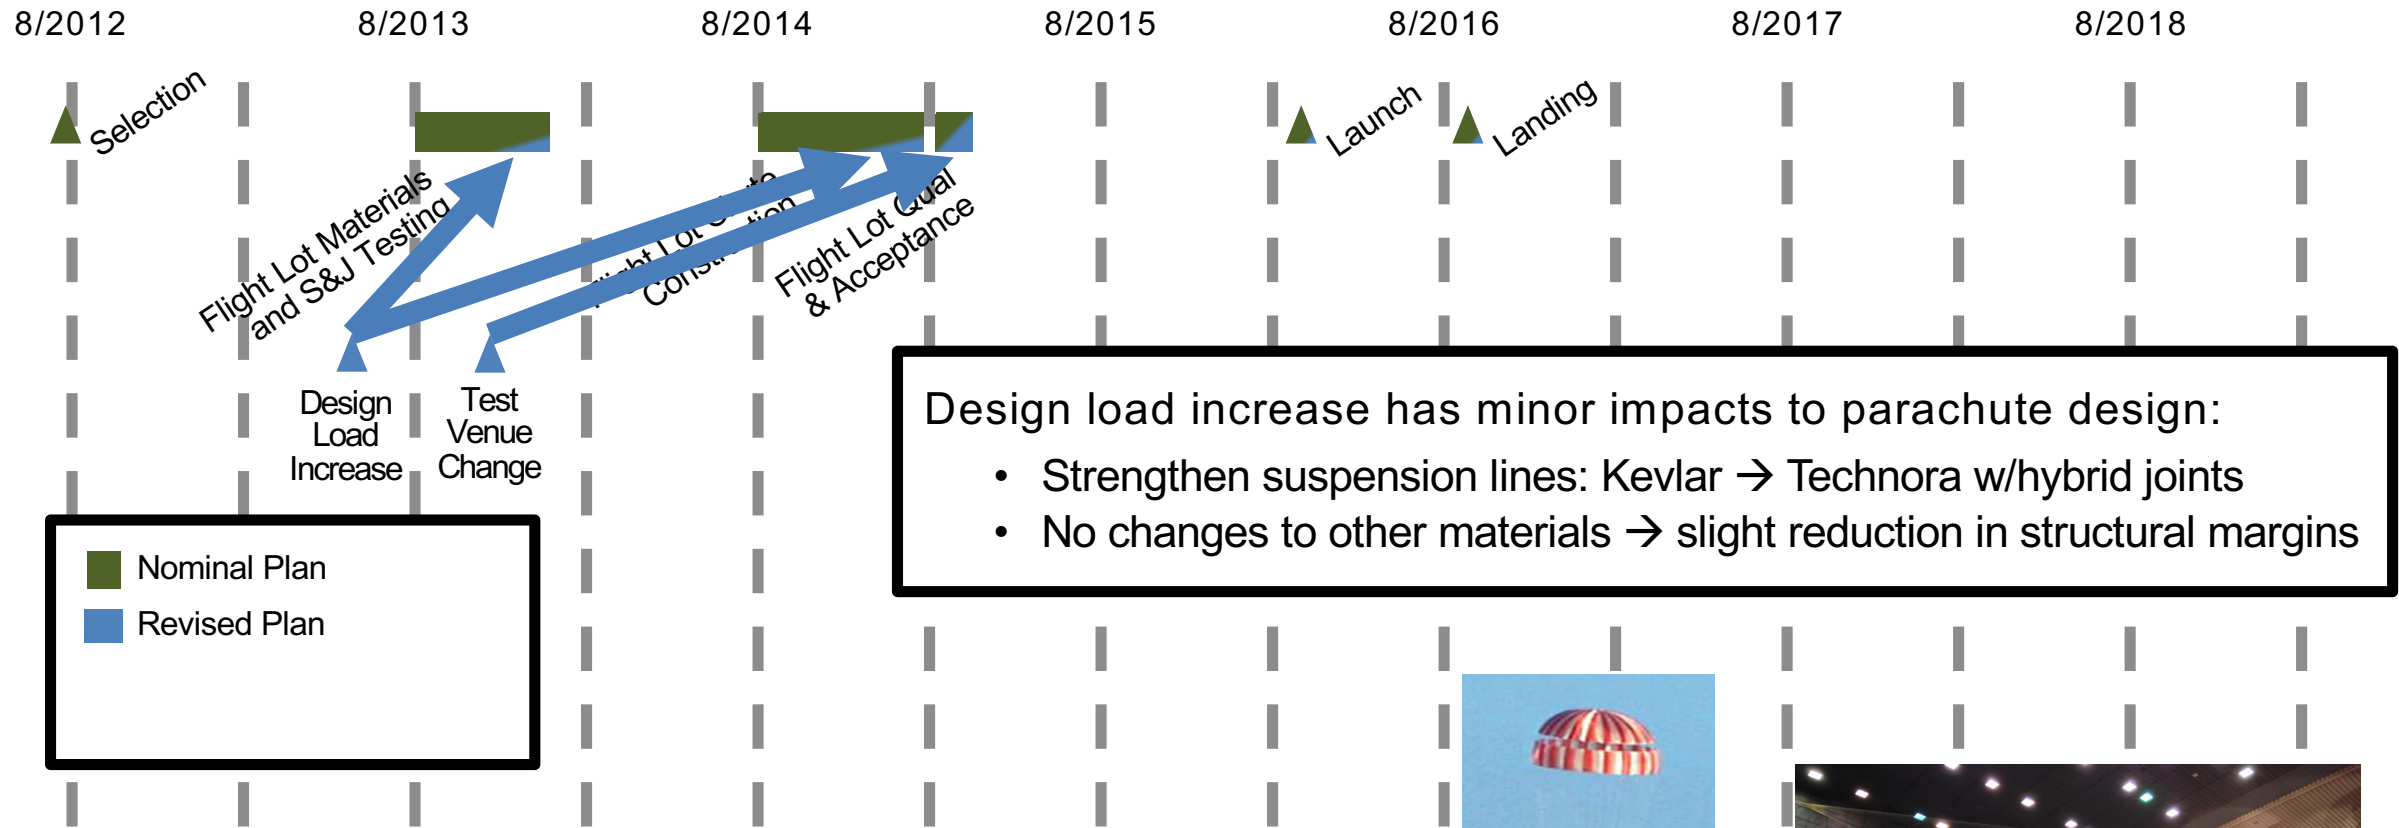 8/2012
8/2013
8/2014
8/2015
8/2016
8/2017
8/2018
Selection
Flight Lot Materials
and S&J Testing
Flight Lot
Flight Lot Qual
& Acceptance
Launch
Landing
Design
Load
Increase
Test
Venue
Change
Design load increase has minor impacts to parachute design:
• Strengthen suspension lines: Kevlar → Technora w/hybrid joints
• No changes to other materials → slight reduction in structural margins
Nominal Plan
Revised Plan